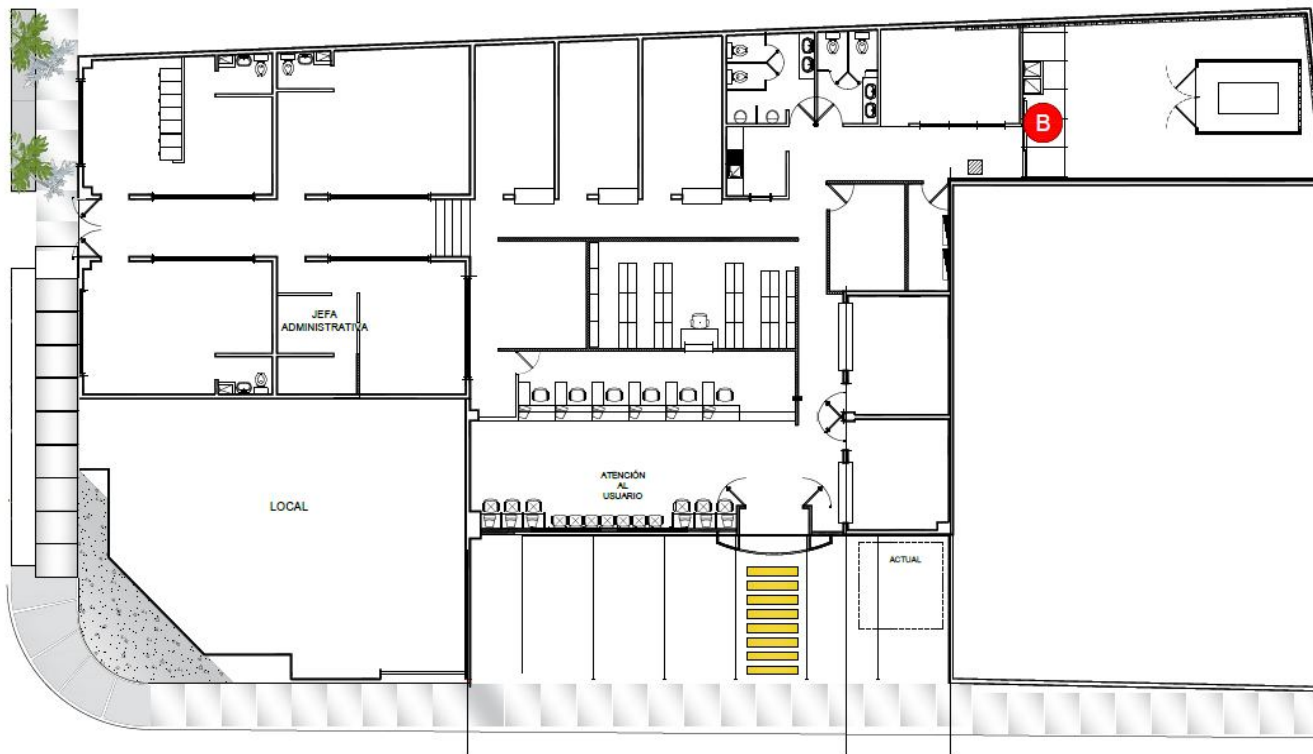 B
JEFA
ADMINISTRATIVA
ATENCIÓN
AL
USUARIO
LOCAL
ACTUAL